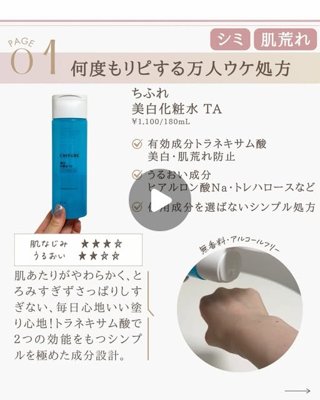 PAGE
01
シミ 肌荒れ
何度もリピする万人ウケ処方
ちふれ
美白化粧水 TA
¥1,100/180mL
有効成分トラネキサム酸
美白・肌荒れ防止
うるおい成分
ヒアルロン酸Na・トレハロースなど
使用成分を選ばないシンプル処方
肌なじみ ★★★☆
うるおい ★★☆☆
無香料・アルコールフリー
肌あたりがやわらかく、と
ろみすぎずさっぱりしす
ぎない、毎日心地いい塗
り心地!トラネキサム酸で
2つの効能をもつシンプ
ルを極めた成分設計。